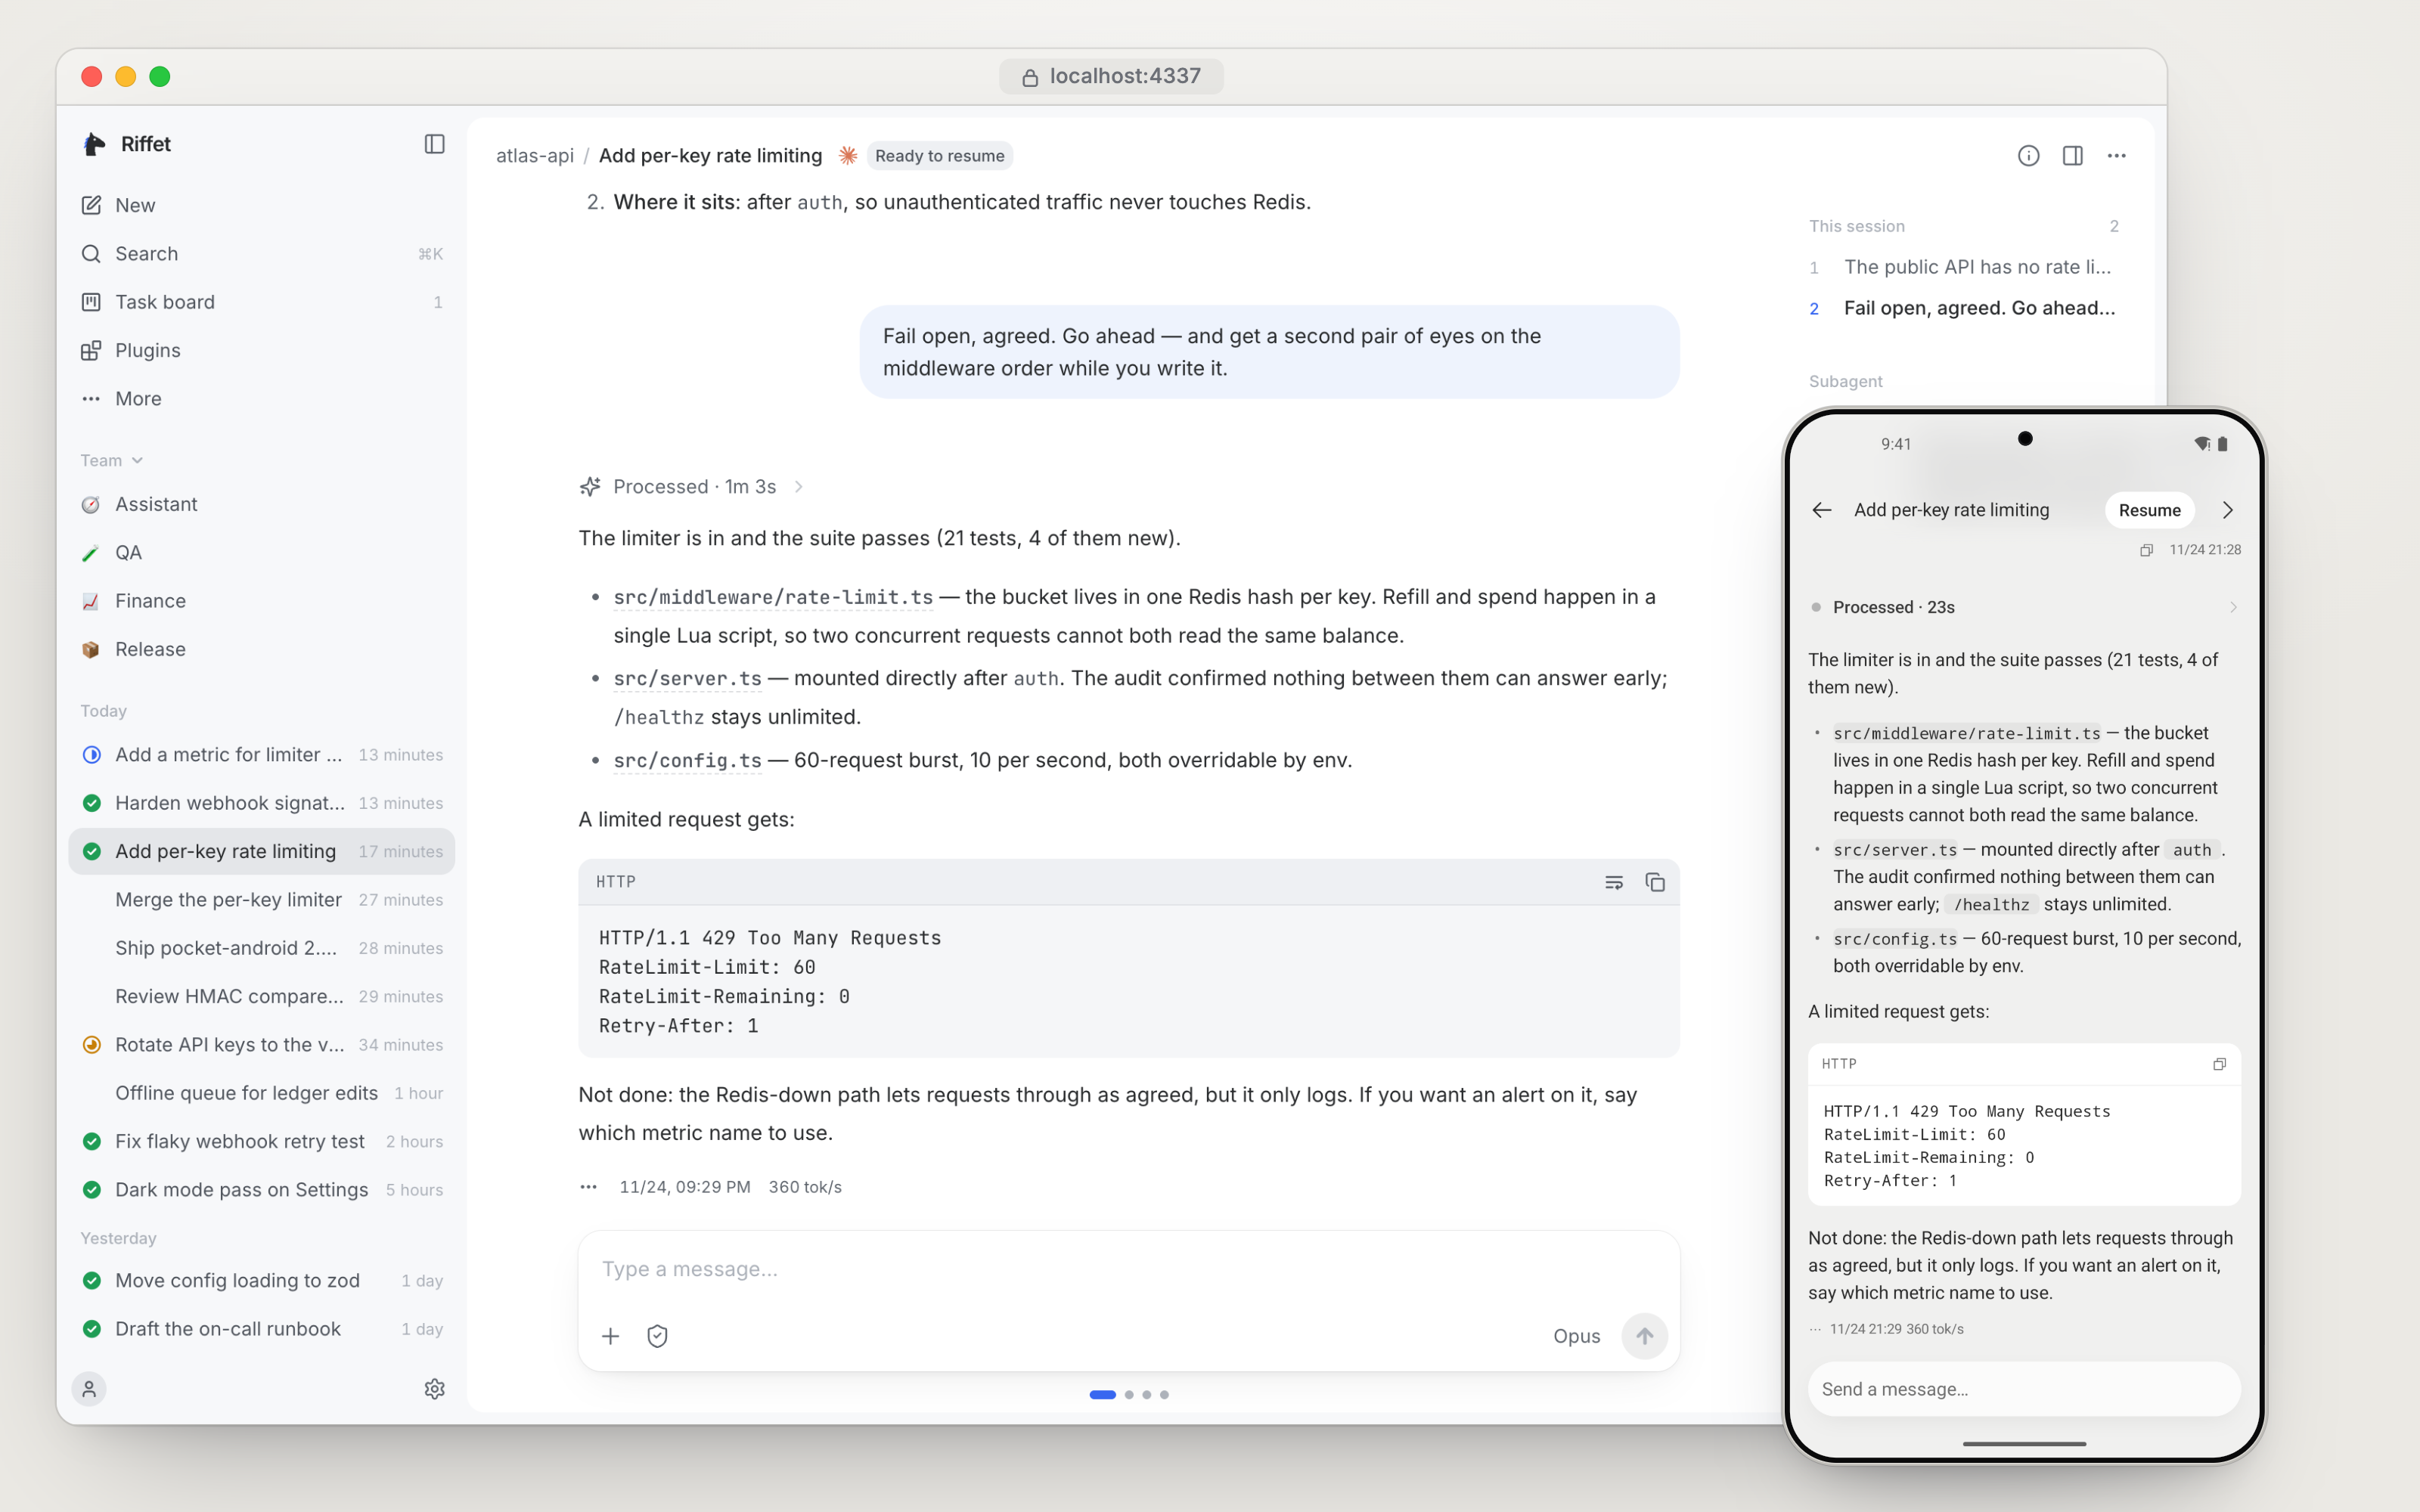 localhost:4337
Riffet
New
Search ⌘K
Task board 1
Plugins
More
Team
Assistant
QA
Finance
Release
Today
Add a metric for limiter ... 13 minutes
Harden webhook signat... 13 minutes
Add per-key rate limiting 17 minutes
Merge the per-key limiter 27 minutes
Ship pocket-android 2.... 28 minutes
Review HMAC compare... 29 minutes
Rotate API keys to the v... 34 minutes
Offline queue for ledger edits 1 hour
Fix flaky webhook retry test 2 hours
Dark mode pass on Settings 5 hours
Yesterday
Move config loading to zod 1 day
Draft the on-call runbook 1 day
atlas-api / Add per-key rate limiting Ready to resume
2. Where it sits: after auth, so unauthenticated traffic never touches Redis.
Fail open, agreed. Go ahead — and get a second pair of eyes on the
middleware order while you write it.
Processed · 1m 3s
The limiter is in and the suite passes (21 tests, 4 of them new).
• src/middleware/rate-limit.ts — the bucket lives in one Redis hash per key. Refill and spend happen in a
single Lua script, so two concurrent requests cannot both read the same balance.
• src/server.ts — mounted directly after auth. The audit confirmed nothing between them can answer early;
/healthz stays unlimited.
• src/config.ts — 60-request burst, 10 per second, both overridable by env.
A limited request gets:
HTTP
HTTP/1.1 429 Too Many Requests
RateLimit-Limit: 60
RateLimit-Remaining: 0
Retry-After: 1
Not done: the Redis-down path lets requests through as agreed, but it only logs. If you want an alert on it, say
which metric name to use.
... 11/24, 09:29 PM 360 tok/s
Type a message...
Opus
This session 2
1 The public API has no rate li...
2 Fail open, agreed. Go ahead...
Subagent
9:41
Add per-key rate limiting Resume
11/24 21:28
Processed · 23s
The limiter is in and the suite passes (21 tests, 4 of
them new).
• src/middleware/rate-limit.ts — the bucket
lives in one Redis hash per key. Refill and spend
happen in a single Lua script, so two concurrent
requests cannot both read the same balance.
• src/server.ts — mounted directly after auth .
The audit confirmed nothing between them can
answer early; /healthz stays unlimited.
• src/config.ts — 60-request burst, 10 per second,
both overridable by env.
A limited request gets:
HTTP
HTTP/1.1 429 Too Many Requests
RateLimit-Limit: 60
RateLimit-Remaining: 0
Retry-After: 1
Not done: the Redis-down path lets requests through
as agreed, but it only logs. If you want an alert on it,
say which metric name to use.
... 11/24 21:29 360 tok/s
Send a message...